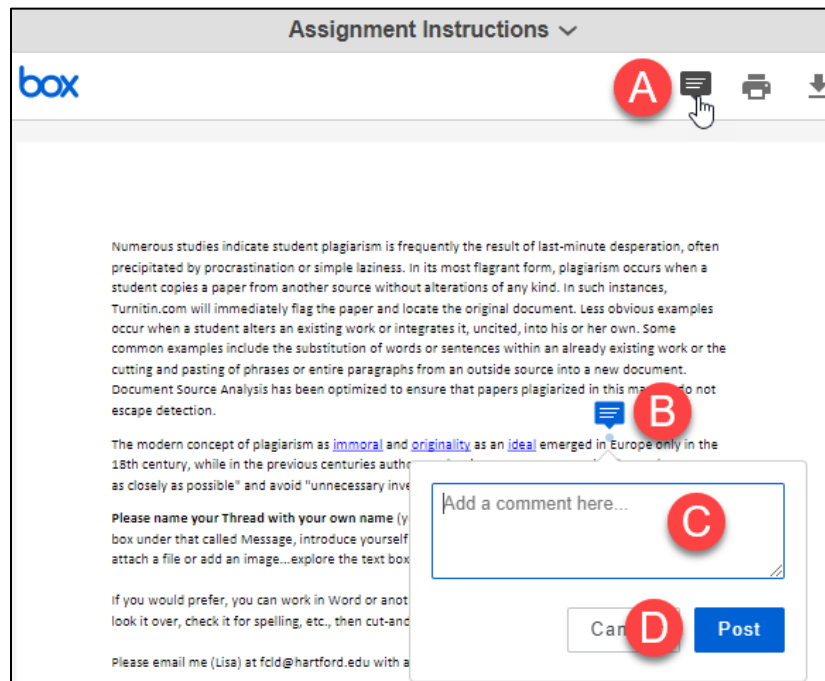 Assignment Instructions
box
A
Numerous studies indicate student plagiarism is frequently the result of last-minute desperation, often
precipitated by procrastination or simple laziness. In its most flagrant form, plagiarism occurs when a
student copies a paper from another source without alterations of any kind. In such instances,
Turnitin.com will immediately flag the paper and locate the original document. Less obvious examples
occur when a student alters an existing work or integrates it, uncited, into his or her own. Some
common examples include the substitution of words or sentences within an already existing work or the
cutting and pasting of phrases or entire paragraphs from an outside source into a new document.
Document Source Analysis has been optimized to ensure that papers plagiarized in this do not
escape detection.
B
The modern concept of plagiarism as immoral and originality as an ideal emerged in Europe only in the
18th century, while in the previous centuries
as closely as possible" and avoid "unnecessary
Please name your Thread with your own name
box under that called Message, introduce yourself
attach a file or add an image...explore the text box
If you would prefer, you can work in Word or
look it over, check it for spelling, etc., then
Please email me (Lisa) at fcld@hartford.edu with
Add a comment here...
C
D
Post